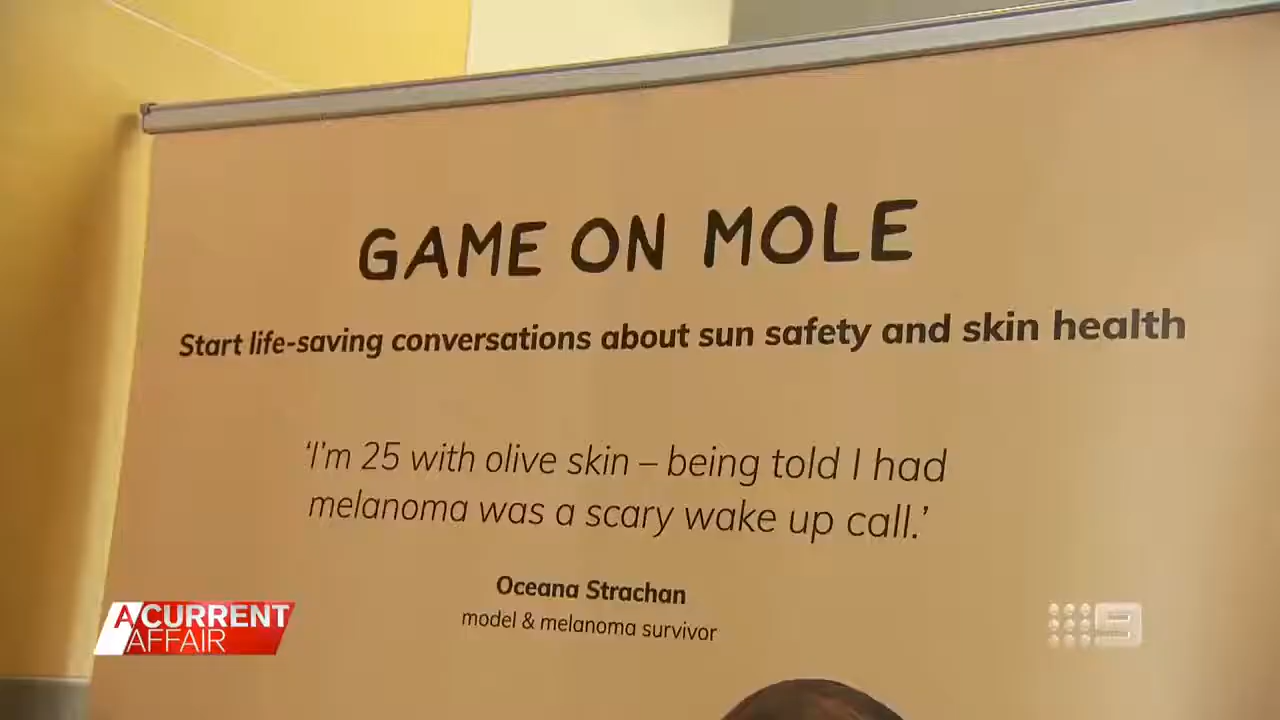 GAME ON MOLE
Start life-saving conversations about sun safety and skin health
'I'm 25 with olive skin – being told I had
melanoma was a scary wake up call.'
Oceana Strachan
model & melanoma survivor
A CURRENT
AFFAIR
9